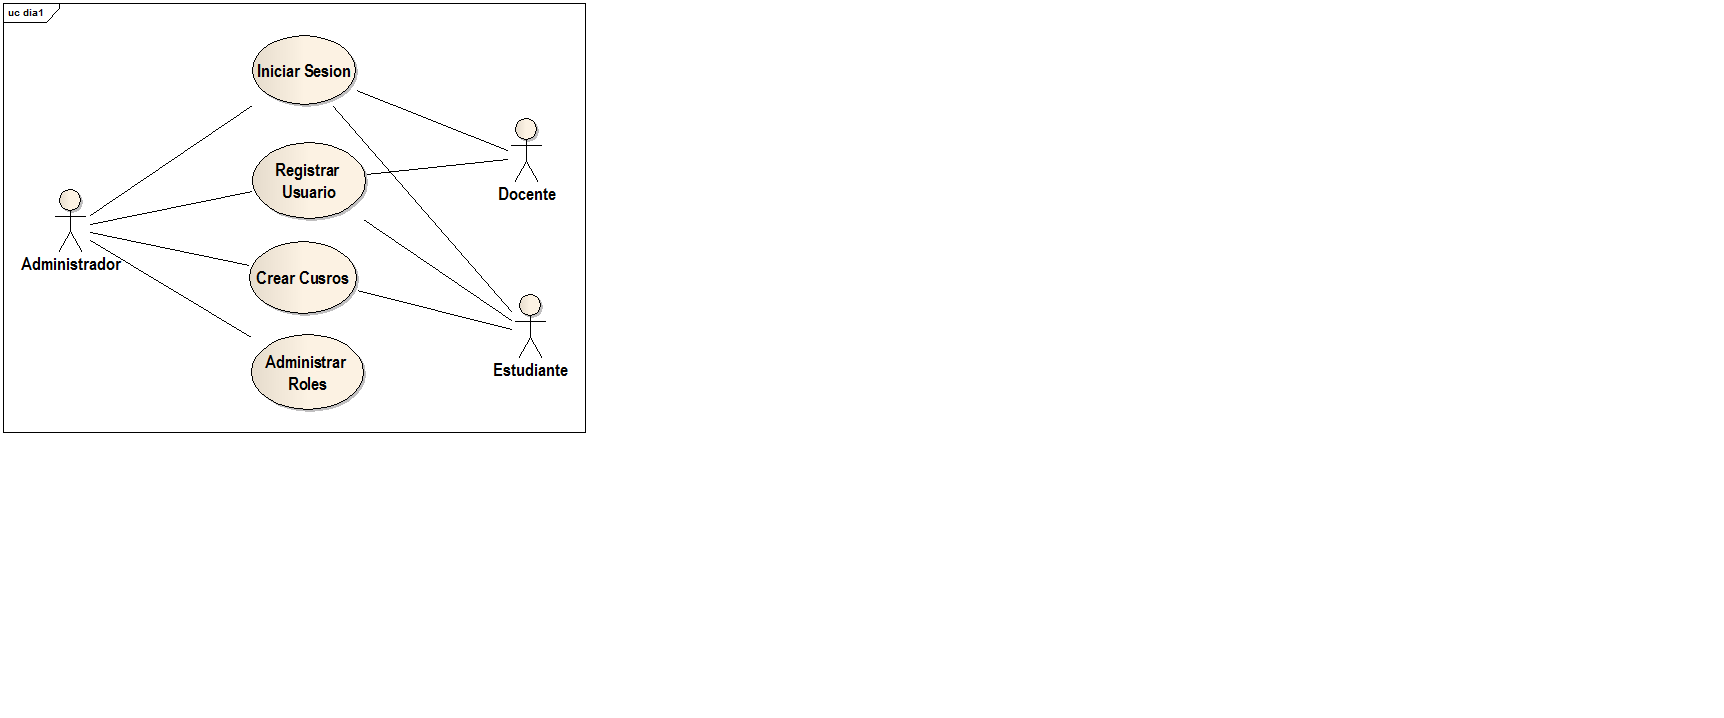 uc dia1
Iniciar Sesion
Registrar
Usuario
Docente
Administrador
Crear Cusros
Administrar
Roles
Estudiante